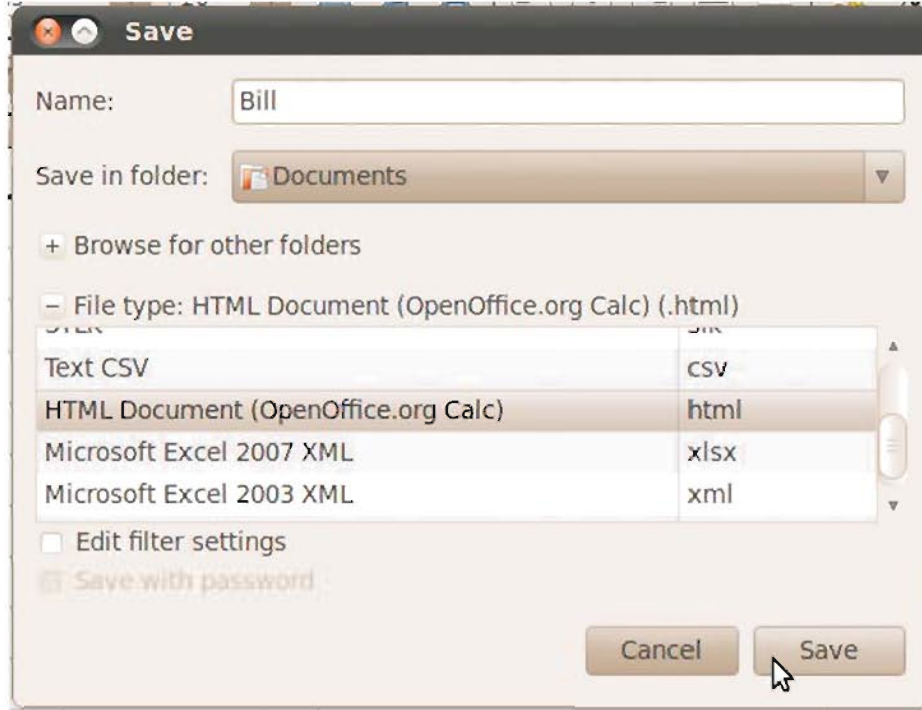 Save
Name: Bill
Save in folder: Documents
+ Browse for other folders
- File type: HTML Document (OpenOffice.org Calc) (.html)
Text CSV csv
HTML Document (OpenOffice.org Calc) html
Microsoft Excel 2007 XML xlsx
Microsoft Excel 2003 XML xml
Edit filter settings
Save with password
Cancel Save